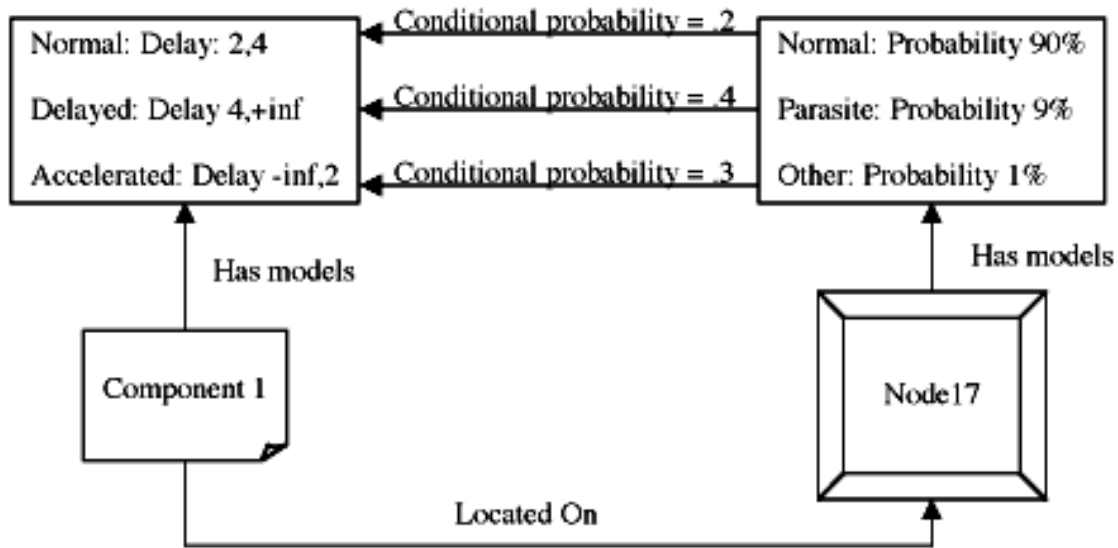 Conditional probability = .2
Normal: Delay: 2,4
Normal: Probability 90%
Conditional probability = .4
Delayed: Delay 4,+inf
Parasite: Probability 9%
Conditional probability = .3
Accelerated: Delay -inf,2
Other: Probability 1%
Has models
Has models
Component 1
Node17
Located On